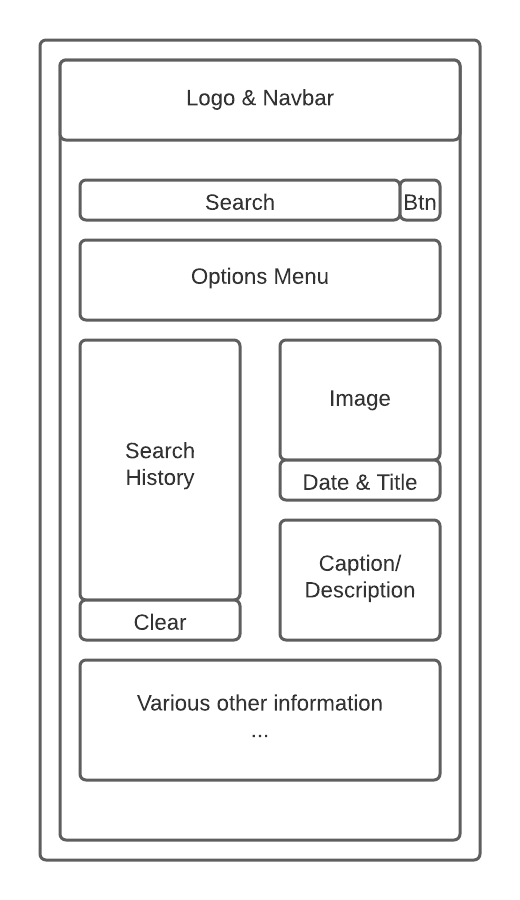 Logo & Navbar
Search
Btn
Options Menu
Search
History
Clear
Image
Date & Title
Caption/
Description
Various other information
...